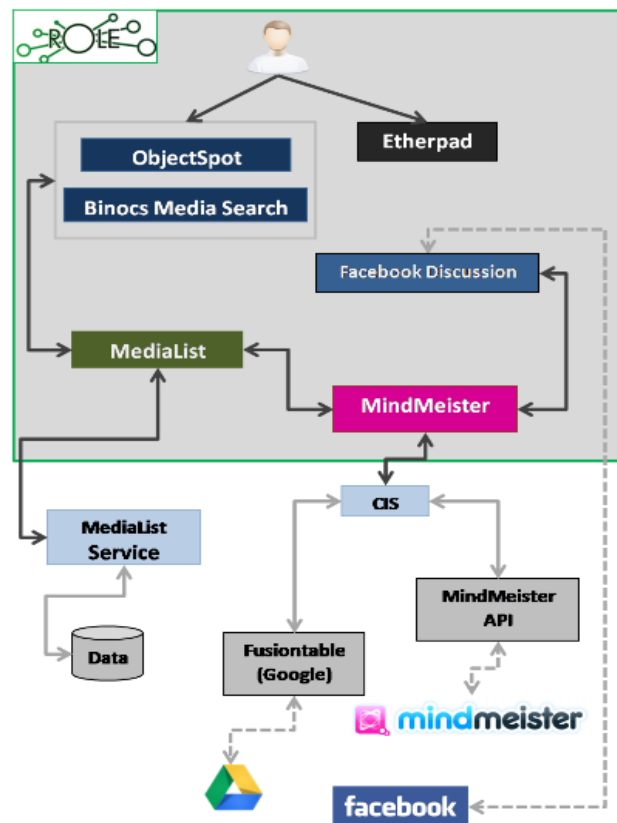 ROLE
Etherpad
ObjectSpot
Binocs Media Search
Facebook Discussion
MediaList
MindMeister
CIS
MediaList
Service
MindMeister
API
Data
Fusiontable
(Google)
mindmeister
facebook